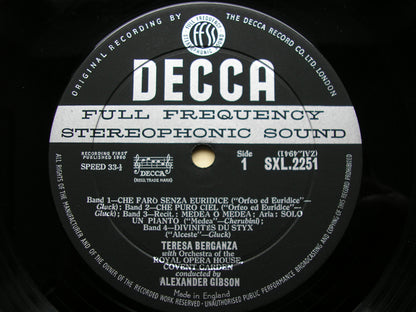 ORIGINAL RECORDING BY
THE DECCA RECORD CO. LTD. LONDON
FULL FREQUENCY
ffss
STEREOPHONIC SOUND
DECCA
FULL FREQUENCY
STEREOPHONIC SOUND
RECORDING FIRST
PUBLISHED 1960
SPEED 33⅓
DECCA
(REGD. TRADE MARK)
Side
1
(ZAL.4941)
SXL.2251
Band 1—CHE FARO SENZA EURIDICE ("Orfeo ed Euridice"—
Gluck); Band 2—CHE PURO CIEL ("Orfeo ed Euridice"—
Gluck); Band 3—Recit.: MEDEA O MEDEA; Aria: SOLO
UN PIANTO ("Medea"—Cherubini)
Band 4—DIVINITES DU STYX
("Alceste"—Gluck)
TERESA BERGANZA
with Orchestra of the
ROYAL OPERA HOUSE,
COVENT GARDEN
conducted by
ALEXANDER GIBSON
Made in England
ALL RIGHTS OF THE MANUFACTURER AND OF THE OWNER OF THE RECORDED WORK RESERVED · UNAUTHORISED PUBLIC PERFORMANCE BROADCASTING AND COPYING OF THIS RECORD PROHIBITED